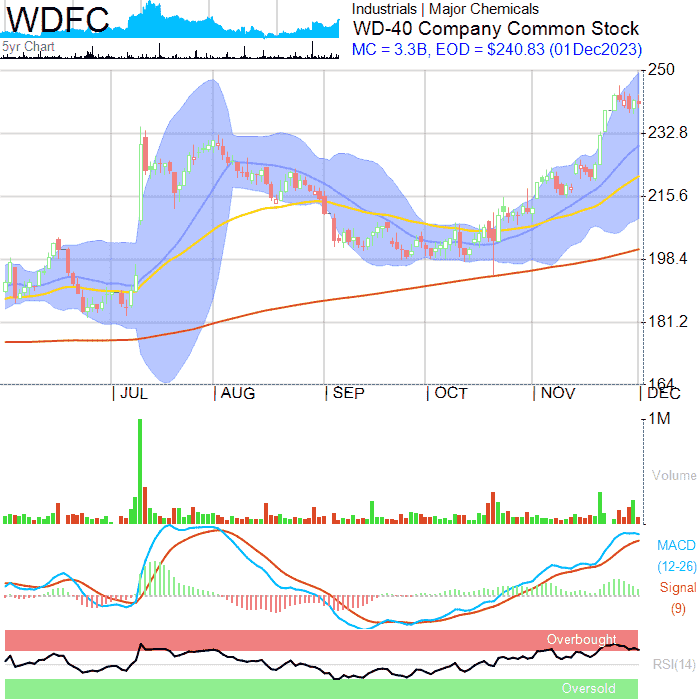 WDFC
5yr Chart
Industrials | Major Chemicals
WD-40 Company Common Stock
MC = 3.3B, EOD = $240.83 (01Dec2023)
250
232.8
215.6
198.4
181.2
164
JUL AUG SEP OCT NOV DEC
1M
Volume
MACD
(12-26)
Signal
(9)
Overbought
RSI(14)
Oversold